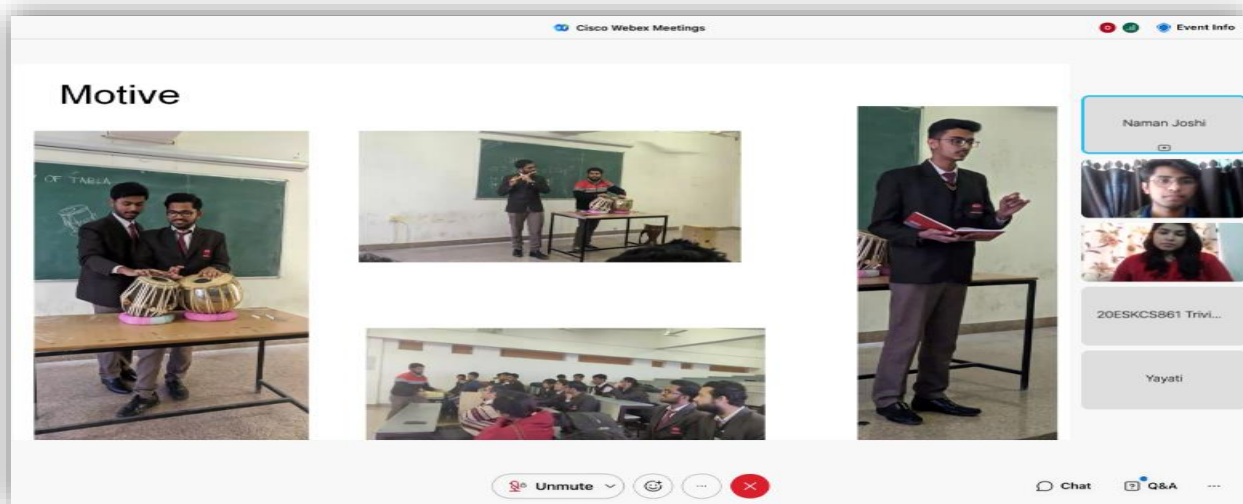 Cisco Webex Meetings
Event Info
Motive
OF TABLA
Naman Joshi
20ESKCS861 Trivi...
Yayati
Unmute
Chat
Q&A